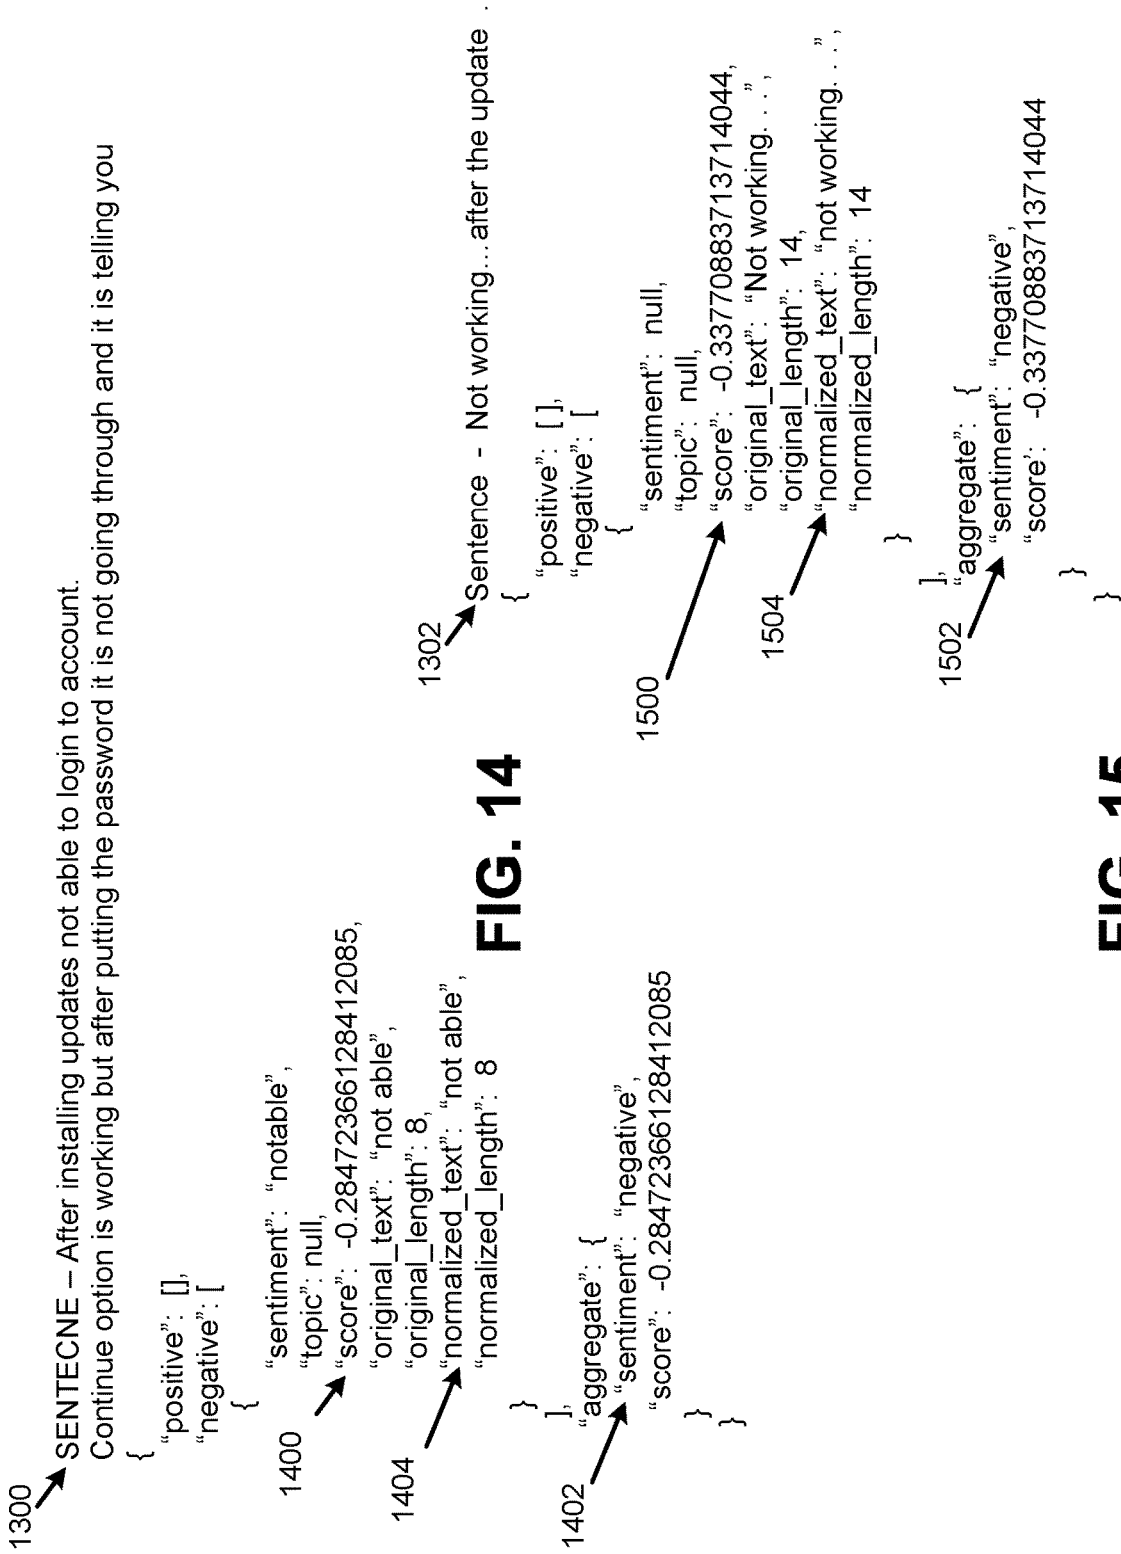 1300
SENTECNE – After installing updates not able to login to account.
Continue option is working but after putting the password it is not going through and it is telling you
{
"positive": [],
"negative": [
{
1400
"sentiment": "notable",
"topic": null,
"score": -0.2847236612841​2085,
"original_text": "not able",
"original_length": 8,
1404
"normalized_text": "not able",
"normalized_length": 8
}
],
"aggregate": {
1402
"sentiment": "negative",
"score": -0.28472366128412085
}
}
FIG. 14
1302
Sentence - Not working...after the update .
{
"positive": [],
"negative": [
{
1500
"sentiment": null,
"topic": null,
"score": -0.33770883713714044,
"original_text": "Not working. . .",
"original_length": 14,
1504
"normalized_text": "not working. . .",
"normalized_length": 14
}
],
"aggregate": {
1502
"sentiment": "negative",
"score': -0.33770883713714044
}
}
FIG. 15